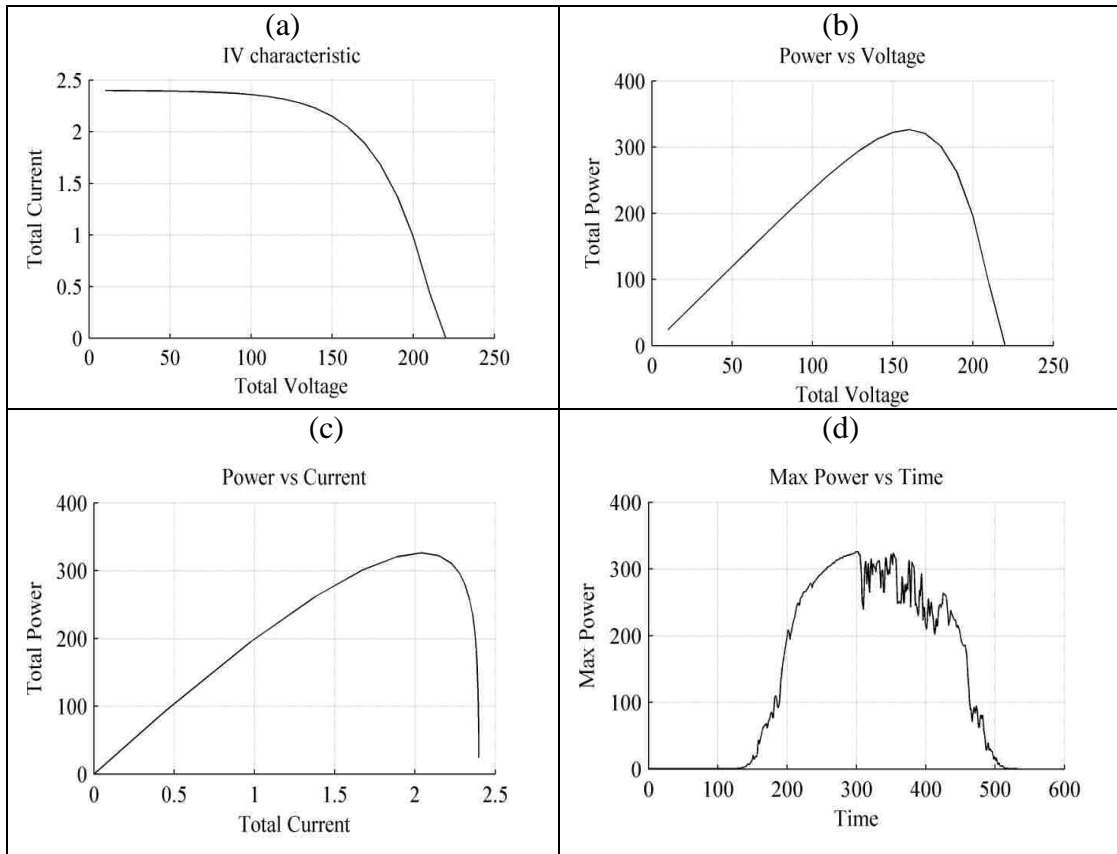 (a)
IV characteristic
2.5
2
1.5
1
0.5
0
Total Current
0 50 100 150 200 250
Total Voltage
(b)
Power vs Voltage
400
300
200
100
0
Total Power
0 50 100 150 200 250
Total Voltage
(c)
Power vs Current
400
300
200
100
0
Total Power
0 0.5 1 1.5 2 2.5
Total Current
(d)
Max Power vs Time
400
300
200
100
0
Max Power
0 100 200 300 400 500 600
Time